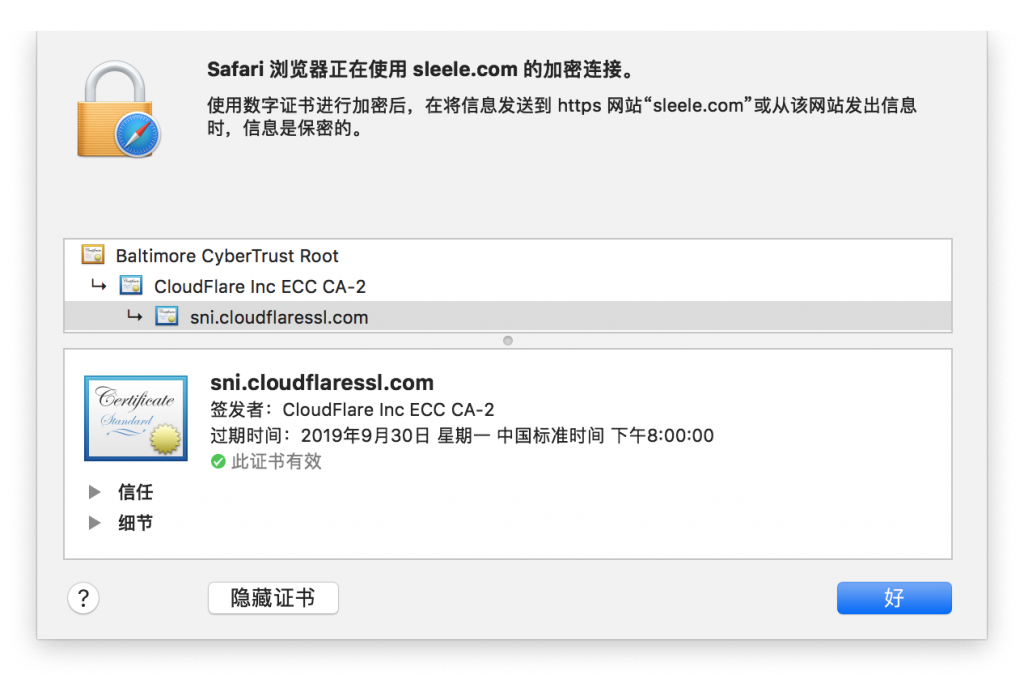 Safari 浏览器正在使用 sleele.com 的加密连接。
使用数字证书进行加密后，在将信息发送到 https 网站“sleele.com”或从该网站发出信息
时，信息是保密的。
Baltimore CyberTrust Root
CloudFlare Inc ECC CA-2
sni.cloudflaressl.com
Certificate
Standard
sni.cloudflaressl.com
签发者：CloudFlare Inc ECC CA-2
过期时间：2019年9月30日 星期一 中国标准时间 下午8:00:00
此证书有效
信任
细节
?
隐藏证书
好